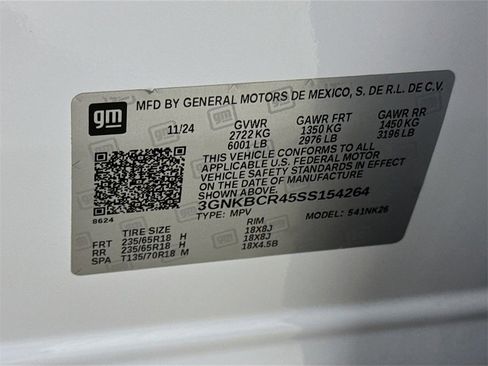 gm
MFD BY GENERAL MOTORS DE MEXICO, S. DE R.L. DE C.V.
11/24 GVWR GAWR FRT GAWR RR
2722 KG 1350 KG 1450 KG
6001 LB 2976 LB 3196 LB
THIS VEHICLE CONFORMS TO ALL
APPLICABLE U.S. FEDERAL MOTOR
VEHICLE SAFETY STANDARDS IN EFFECT
ON THE DATE OF MANUFACTURE
SHOWN ABOVE.
3GNKBCR45SS154264
8624
TYPE: MPV MODEL: 541NK26
TIRE SIZE RIM
FRT 235/65R18 H 18X8J
RR 235/65R18 H 18X8J
SPA T135/70R18 M 18X4.5B